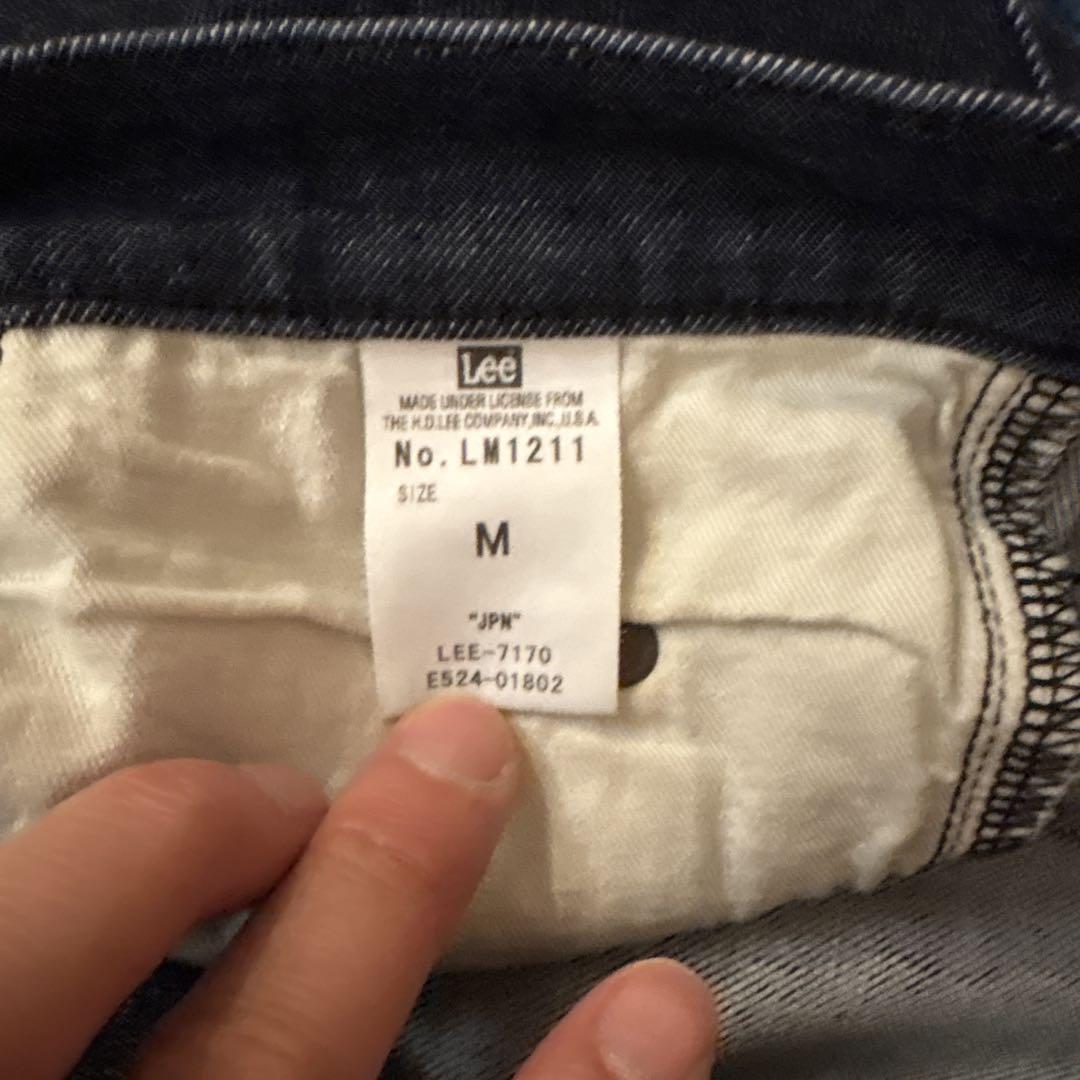 Lee
MADE UNDER LICENSE FROM
THE H.D.LEE COMPANY,INC.,U.S.A.
No. LM1211
SIZE
M
"JPN"
LEE-7170
E524-01802